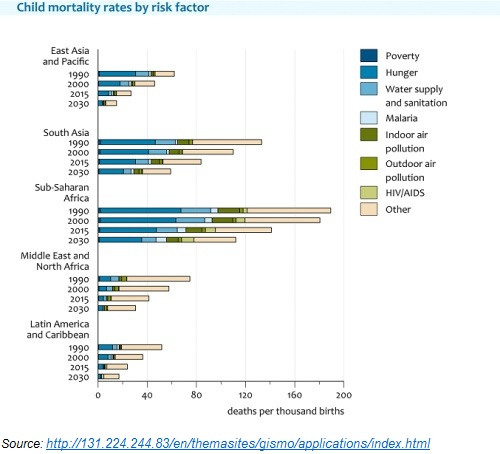 Child mortality rates by risk factor
East Asia
and Pacific
1990
2000
2015
2030
South Asia
1990
2000
2015
2030
Sub-Saharan
Africa
1990
2000
2015
2030
Middle East and
North Africa
1990
2000
2015
2030
Latin America
and Caribbean
1990
2000
2015
2030
0 40 80 120 160 200
deaths per thousand births
Poverty
Hunger
Water supply
and sanitation
Malaria
Indoor air
pollution
Outdoor air
pollution
HIV/AIDS
Other
Source: http://131.224.244.83/en/themasites/gismo/applications/index.html